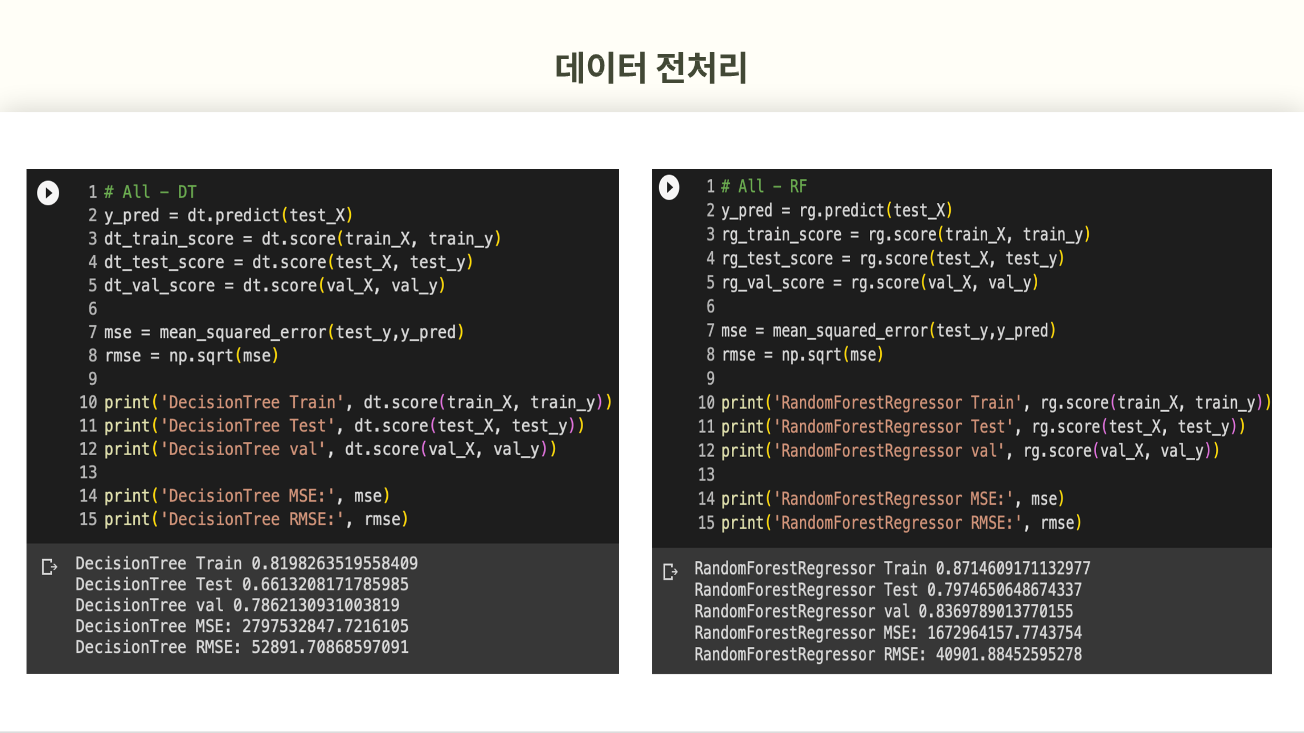 데이터 전처리
1 # All - DT
2 y_pred = dt.predict(test_X)
3 dt_train_score = dt.score(train_X, train_y)
4 dt_test_score = dt.score(test_X, test_y)
5 dt_val_score = dt.score(val_X, val_y)
6
7 mse = mean_squared_error(test_y,y_pred)
8 rmse = np.sqrt(mse)
9
10 print('DecisionTree Train', dt.score(train_X, train_y))
11 print('DecisionTree Test', dt.score(test_X, test_y))
12 print('DecisionTree val', dt.score(val_X, val_y))
13
14 print('DecisionTree MSE:', mse)
15 print('DecisionTree RMSE:', rmse)
DecisionTree Train 0.8198263519558409
DecisionTree Test 0.6613208171785985
DecisionTree val 0.7862130931003819
DecisionTree MSE: 2797532847.7216105
DecisionTree RMSE: 52891.70868597091
1 # All - RF
2 y_pred = rg.predict(test_X)
3 rg_train_score = rg.score(train_X, train_y)
4 rg_test_score = rg.score(test_X, test_y)
5 rg_val_score = rg.score(val_X, val_y)
6
7 mse = mean_squared_error(test_y,y_pred)
8 rmse = np.sqrt(mse)
9
10 print('RandomForestRegressor Train', rg.score(train_X, train_y))
11 print('RandomForestRegressor Test', rg.score(test_X, test_y))
12 print('RandomForestRegressor val', rg.score(val_X, val_y))
13
14 print('RandomForestRegressor MSE:', mse)
15 print('RandomForestRegressor RMSE:', rmse)
RandomForestRegressor Train 0.8714609171132977
RandomForestRegressor Test 0.7974650648674337
RandomForestRegressor val 0.8369789013770155
RandomForestRegressor MSE: 1672964157.7743754
RandomForestRegressor RMSE: 40901.88452595278